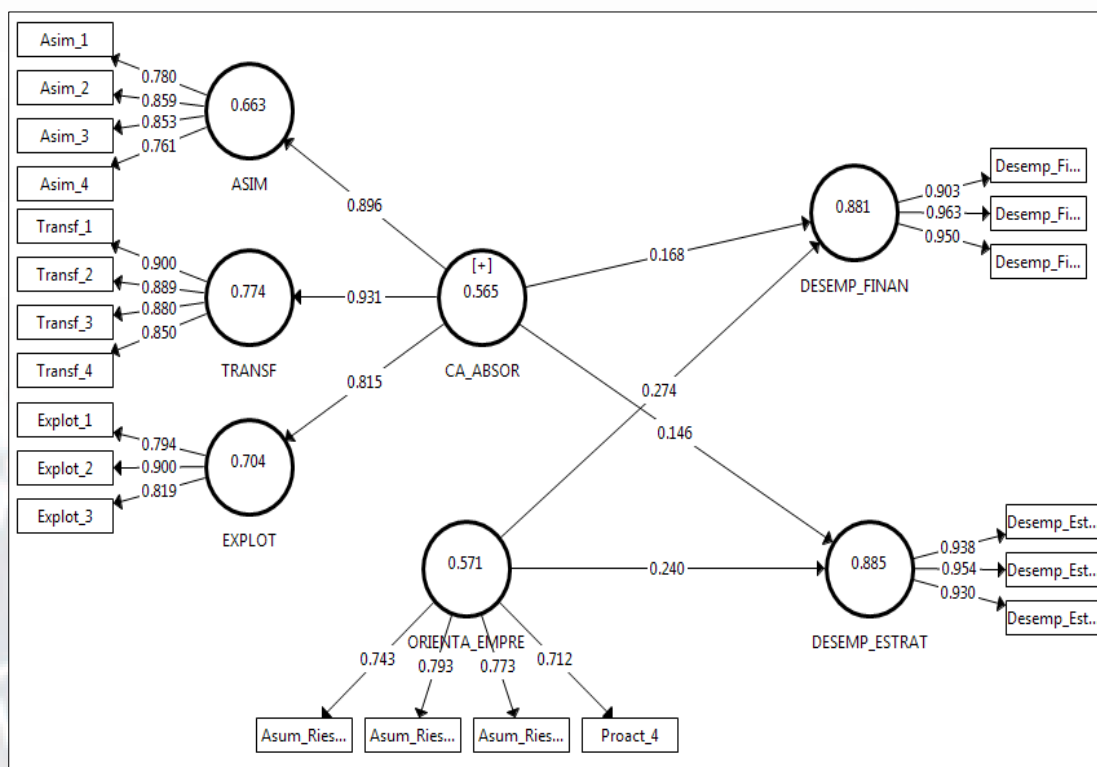 Asim_1
Asim_2
Asim_3
Asim_4
0.780
0.859
0.853
0.761
0.663
ASIM
Transf_1
Transf_2
Transf_3
Transf_4
0.900
0.889
0.880
0.850
0.774
TRANSF
Explot_1
Explot_2
Explot_3
0.794
0.900
0.819
0.704
EXPLOT
0.896
0.931
0.815
[+]
0.565
CA_ABSOR
0.168
0.274
0.146
0.240
0.881
DESEMP_FINAN
0.903
0.963
0.950
Desemp_Fi...
Desemp_Fi...
Desemp_Fi...
0.885
DESEMP_ESTRAT
0.938
0.954
0.930
Desemp_Est...
Desemp_Est...
Desemp_Est...
0.571
ORIENTA_EMPRE
0.743
0.793
0.773
0.712
Asum_Ries...
Asum_Ries...
Asum_Ries...
Proact_4